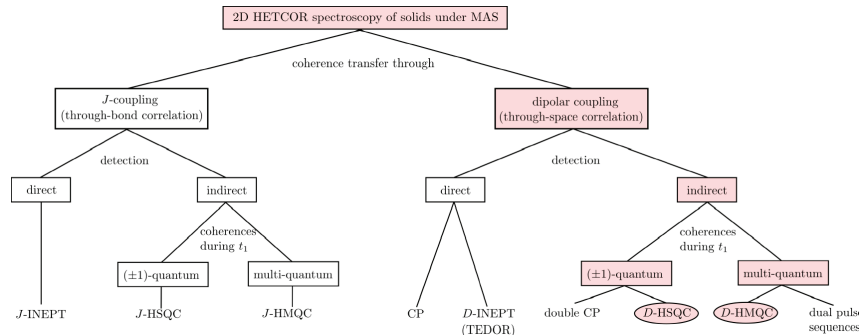 2D HETCOR spectroscopy of solids under MAS
coherence transfer through
J-coupling
(through-bond correlation)
dipolar coupling
(through-space correlation)
detection
detection
direct
indirect
direct
indirect
coherences
during t₁
coherences
during t₁
(±1)-quantum
multi-quantum
(±1)-quantum
multi-quantum
J-INEPT
J-HSQC
J-HMQC
CP
D-INEPT
(TEDOR)
double CP
D-HSQC
D-HMQC
dual pulse
sequences